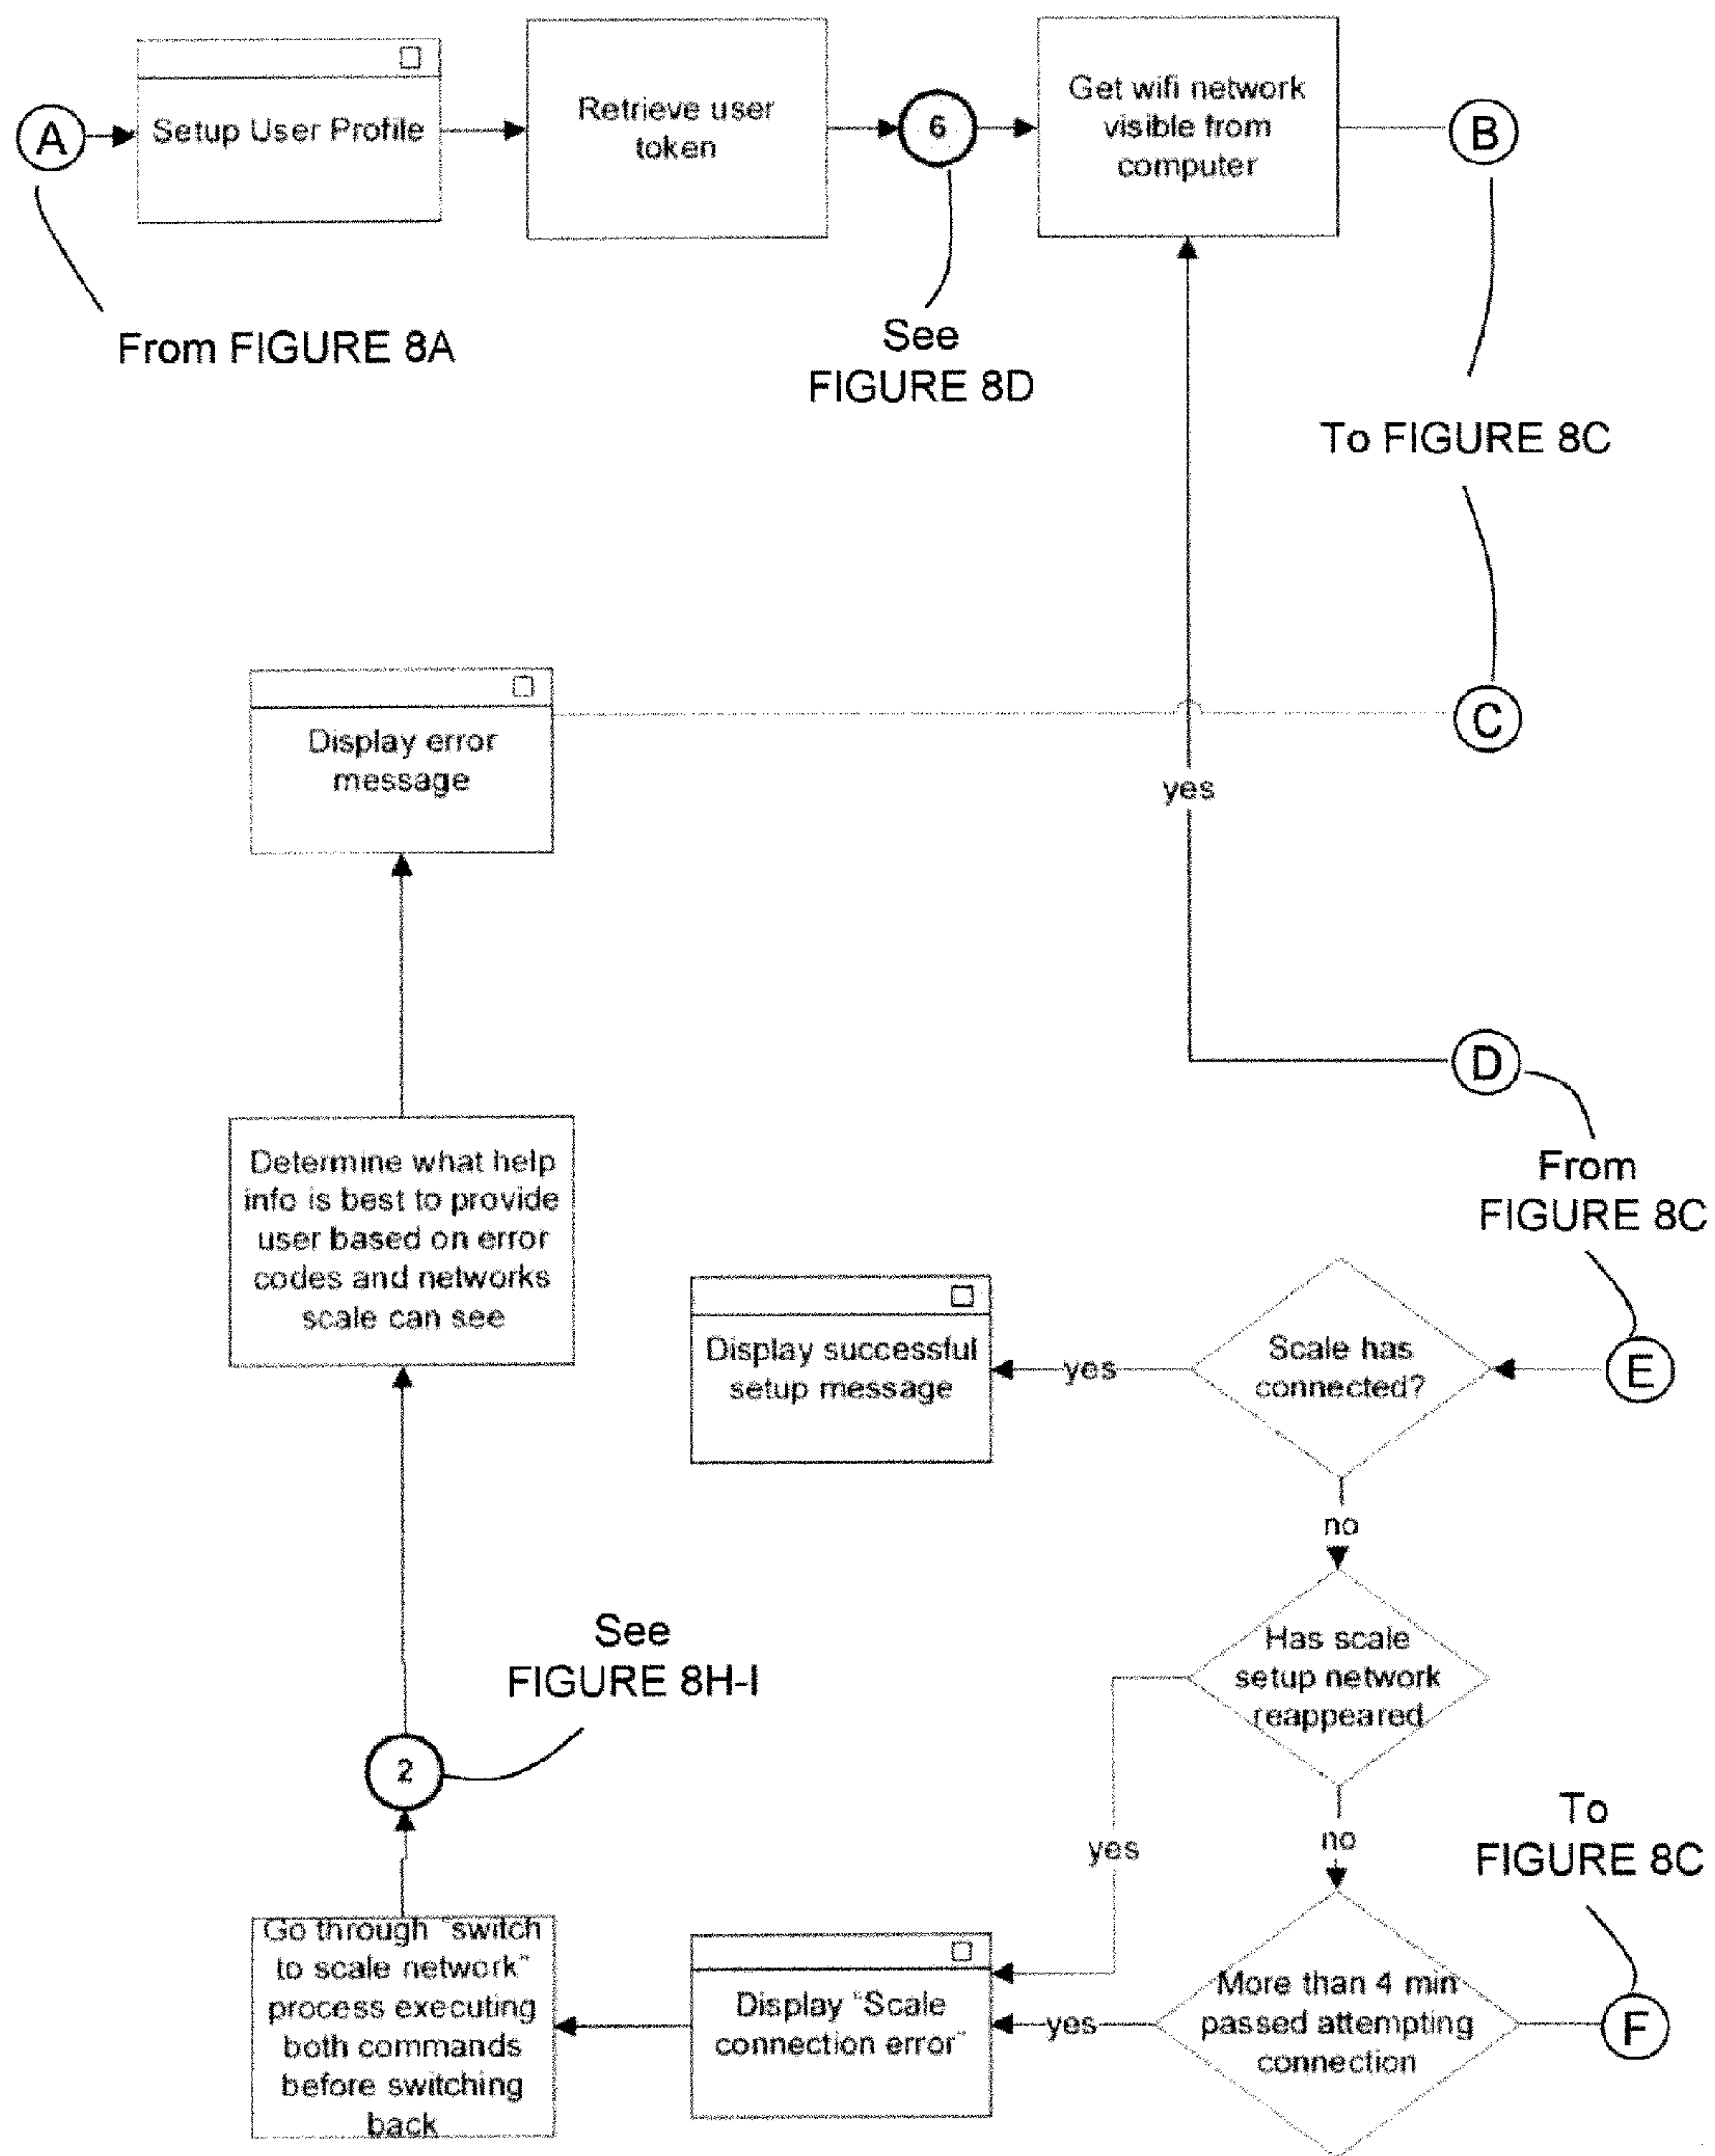 A
Setup User Profile
Retrieve user
token
6
Get wifi network
visible from
computer
B
From FIGURE 8A
See
FIGURE 8D
To FIGURE 8C
Display error
message
C
yes
D
From
FIGURE 8C
Determine what help
info is best to provide
user based on error
codes and networks
scale can see
Display successful
setup message
yes
Scale has
connected?
E
no
See
FIGURE 8H-I
Has scale
setup network
reappeared
2
yes
no
To
FIGURE 8C
Go through "switch
to scale network"
process executing
both commands
before switching
back
Display "Scale
connection error"
yes
More than 4 min
passed attempting
connection
F